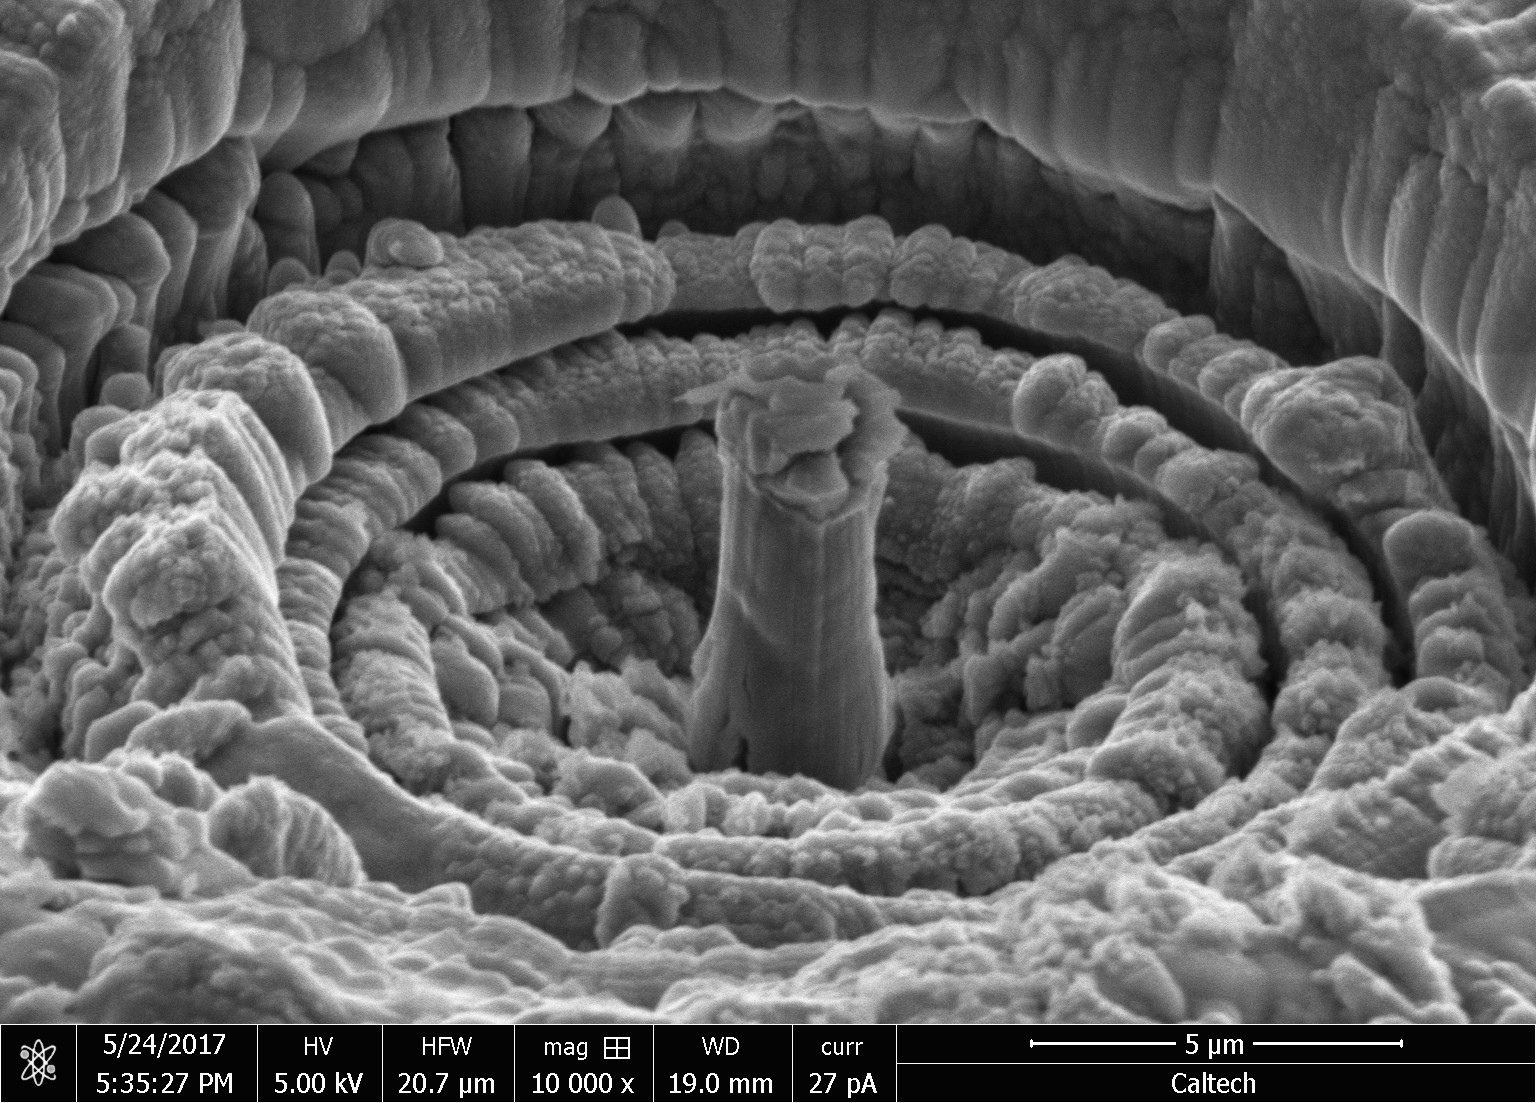 5/24/2017
5:35:27 PM
HV
5.00 kV
HFW
20.7 µm
mag
10 000 x
WD
19.0 mm
curr
27 pA
5 µm
Caltech